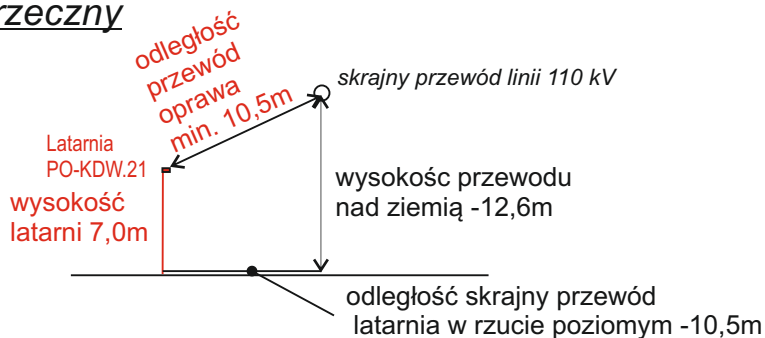 rzeczny
odległość
przewód
oprawa
min. 10,5m
skrajny przewód linii 110 kV
Latarnia
PO-KDW.21
wysokość
latarni 7,0m
wysokośc przewodu
nad ziemią -12,6m
odległość skrajny przewód
latarnia w rzucie poziomym -10,5m